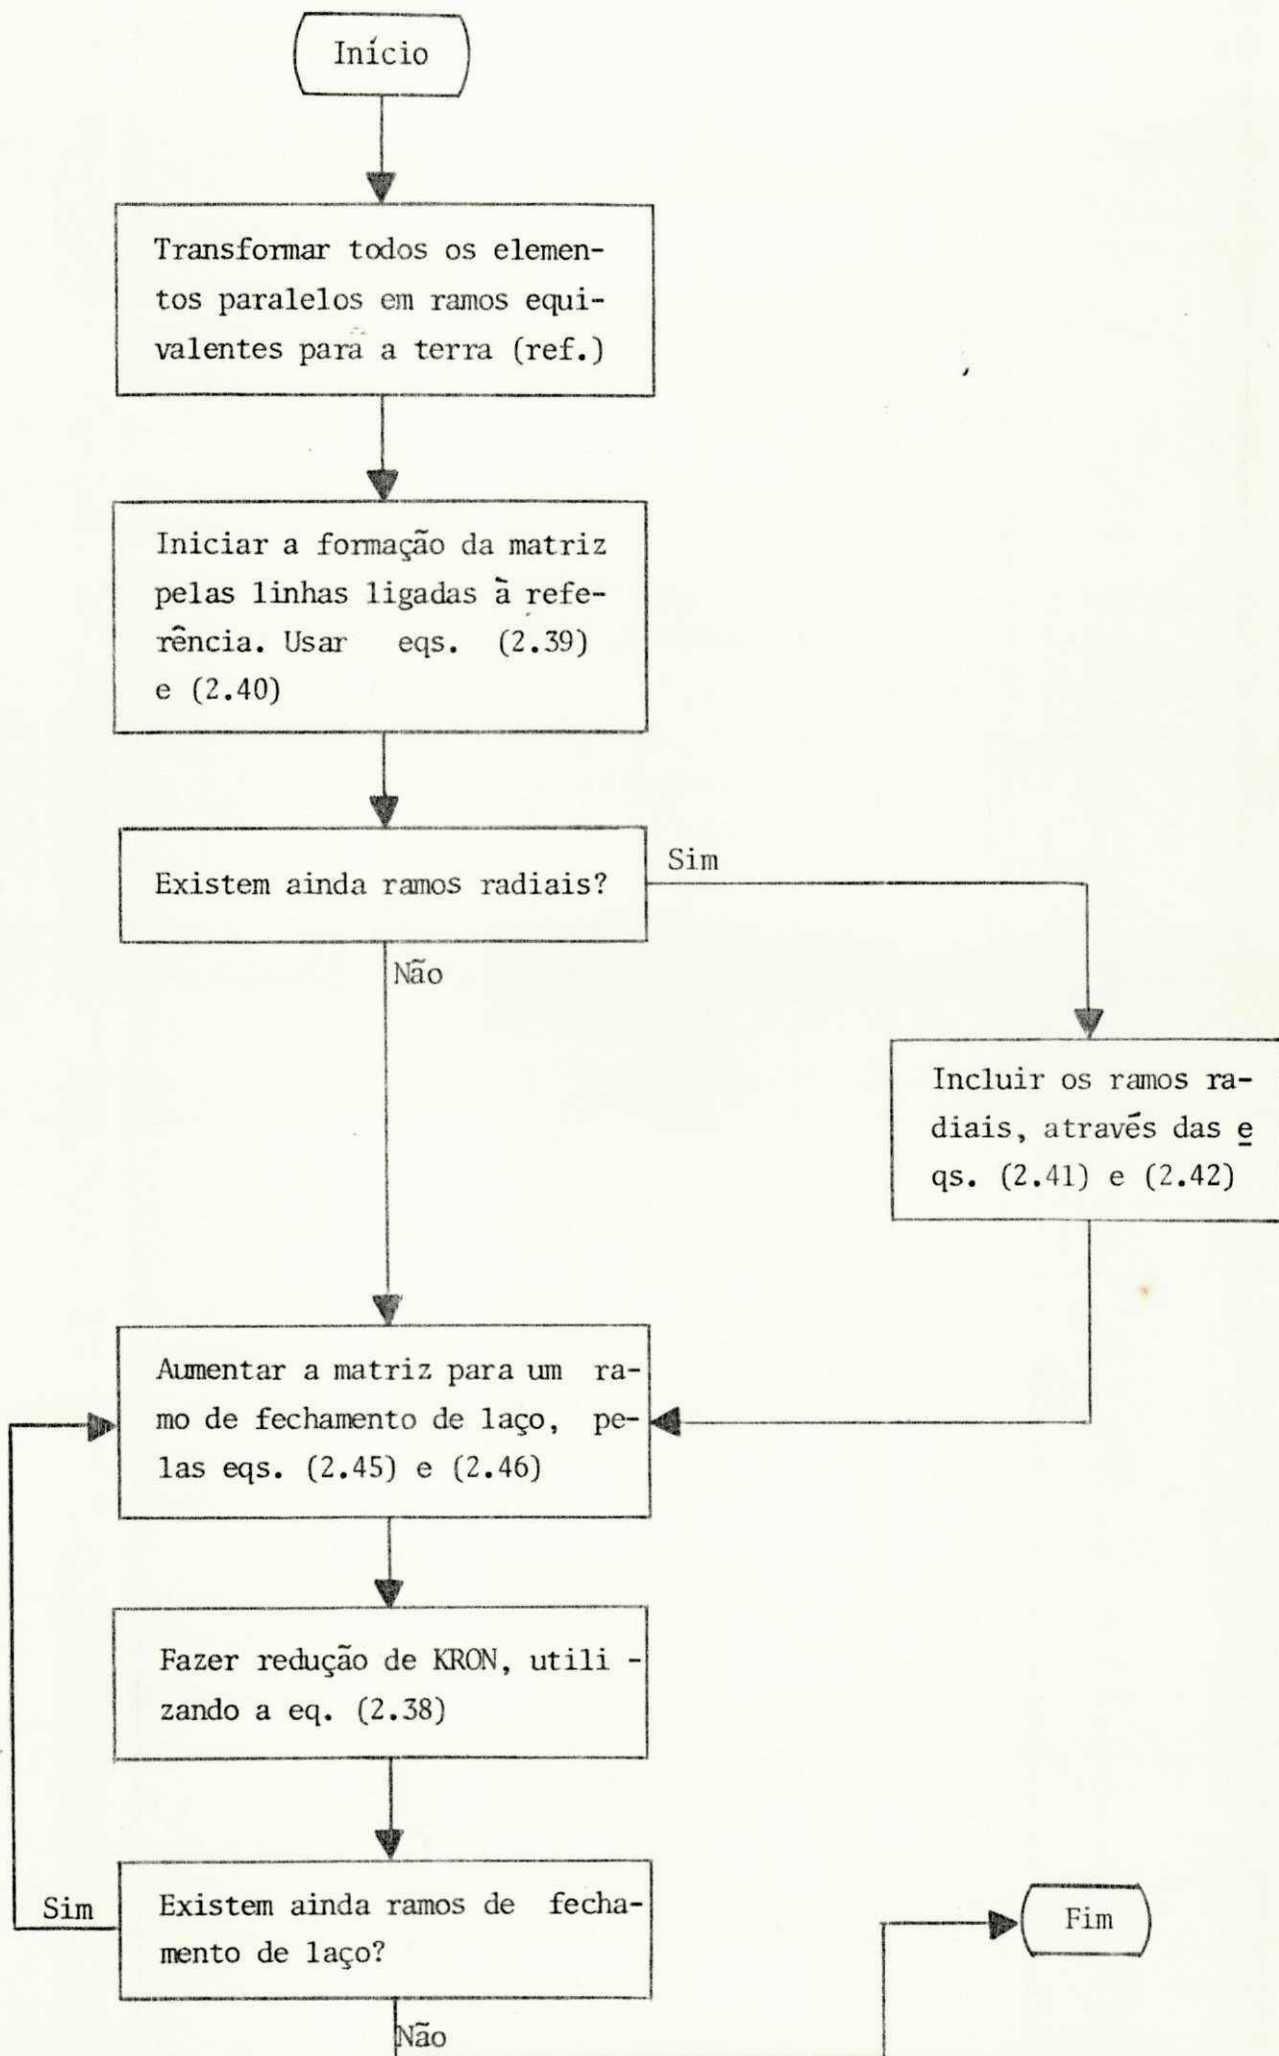 Início
Transformar todos os elemen-
tos paralelos em ramos equi-
valentes para a terra (ref.)
Iniciar a formação da matriz
pelas linhas ligadas à refe-
rência. Usar eqs. (2.39)
e (2.40)
Existem ainda ramos radiais?
Sim
Não
Incluir os ramos ra-
diais, através das e
qs. (2.41) e (2.42)
Aumentar a matriz para um ra-
mo de fechamento de laço, pe-
las eqs. (2.45) e (2.46)
Fazer redução de KRON, utili -
zando a eq. (2.38)
Sim
Existem ainda ramos de fecha-
mento de laço?
Fim
Não